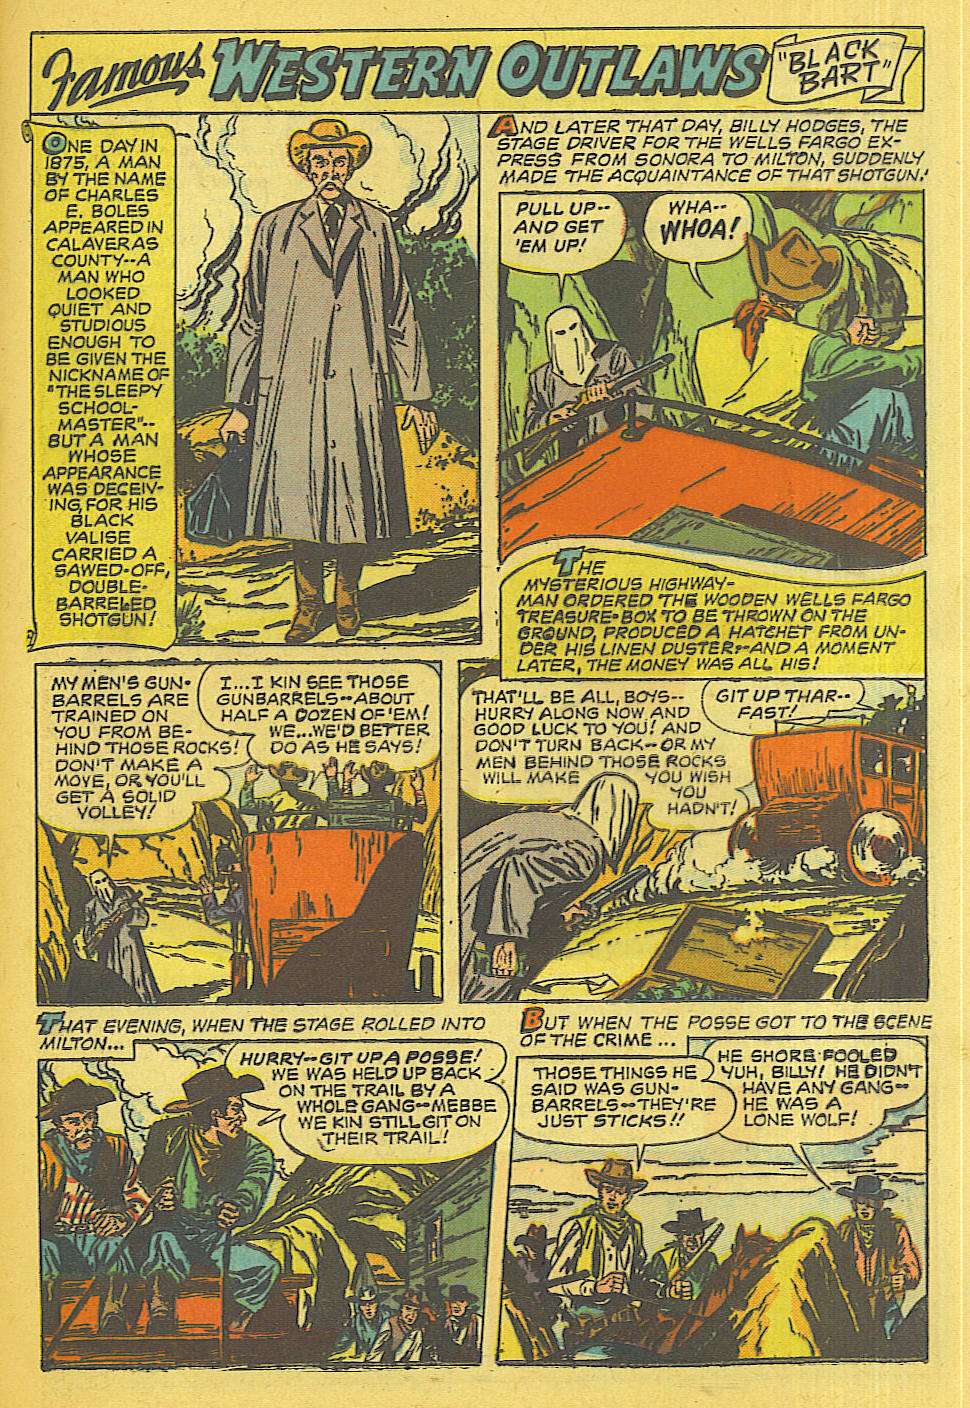 Famous WESTERN OUTLAWS
"BLACK
BART"
ONE DAY IN
1875, A MAN
BY THE NAME
OF CHARLES
E. BOLES
APPEARED IN
CALAVERAS
COUNTY--A
MAN WHO
LOOKED
QUIET AND
STUDIOUS
ENOUGH TO
BE GIVEN THE
NICKNAME OF
"THE SLEEPY
SCHOOL-
MASTER"--
BUT A MAN
WHOSE
APPEARANCE
WAS DECEIV-
ING, FOR HIS
BLACK
VALISE
CARRIED A
SAWED-OFF,
DOUBLE-
BARRELED
SHOTGUN!
AND LATER THAT DAY, BILLY HODGES, THE
STAGE DRIVER FOR THE WELLS FARGO EX-
PRESS FROM SONORA TO MILTON, SUDDENLY
MADE THE ACQUAINTANCE OF THAT SHOTGUN!
PULL UP--
AND GET
'EM UP!
WHA--
WHOA!
THE
MYSTERIOUS HIGHWAY-
MAN ORDERED THE WOODEN WELLS FARGO
TREASURE-BOX TO BE THROWN ON THE
GROUND, PRODUCED A HATCHET FROM UN-
DER HIS LINEN DUSTER--AND A MOMENT
LATER, THE MONEY WAS ALL HIS!
MY MEN'S GUN-
BARRELS ARE
TRAINED ON
YOU FROM BE-
HIND THOSE ROCKS!
DON'T MAKE A
MOVE, OR YOU'LL
GET A SOLID
VOLLEY!
I...I KIN SEE THOSE
GUNBARRELS--ABOUT
HALF A DOZEN OF 'EM!
WE...WE'D BETTER
DO AS HE SAYS!
THAT'LL BE ALL, BOYS--
HURRY ALONG NOW AND
GOOD LUCK TO YOU! AND
DON'T TURN BACK--OR MY
MEN BEHIND THOSE ROCKS
WILL MAKE YOU WISH
YOU
HADN'T!
GIT UP THAR--
FAST!
THAT EVENING, WHEN THE STAGE ROLLED INTO
MILTON...
HURRY--GIT UP A POSSE!
WE WAS HELD UP BACK
ON THE TRAIL BY A
WHOLE GANG--MEBBE
WE KIN STILL GIT ON
THEIR TRAIL!
BUT WHEN THE POSSE GOT TO THE SCENE
OF THE CRIME...
THOSE THINGS HE
SAID WAS GUN-
BARRELS--THEY'RE
JUST STICKS!!
HE SHORE FOOLED
YUH, BILLY! HE DIDN'T
HAVE ANY GANG--
HE WAS A
LONE WOLF!